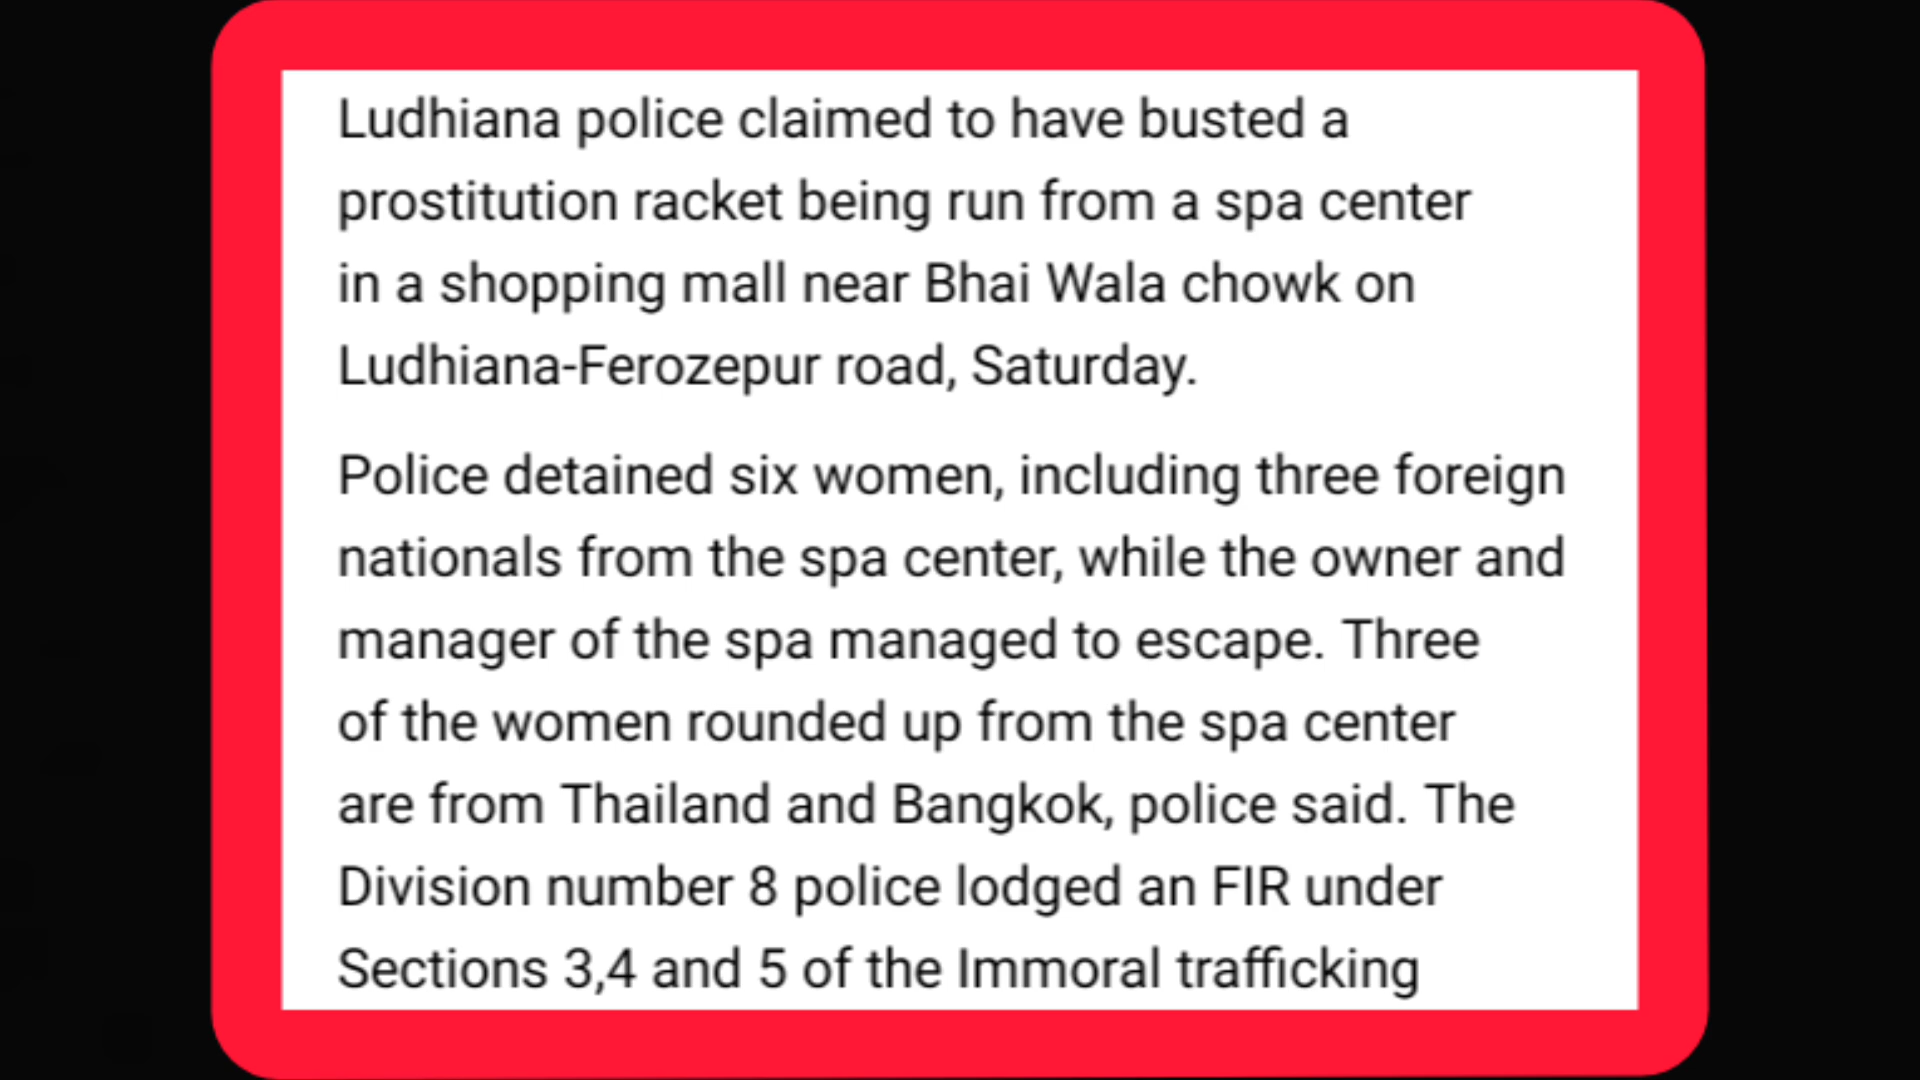 Ludhiana police claimed to have busted a
prostitution racket being run from a spa center
in a shopping mall near Bhai Wala chowk on
Ludhiana-Ferozepur road, Saturday.
Police detained six women, including three foreign
nationals from the spa center, while the owner and
manager of the spa managed to escape. Three
of the women rounded up from the spa center
are from Thailand and Bangkok, police said. The
Division number 8 police lodged an FIR under
Sections 3,4 and 5 of the Immoral trafficking